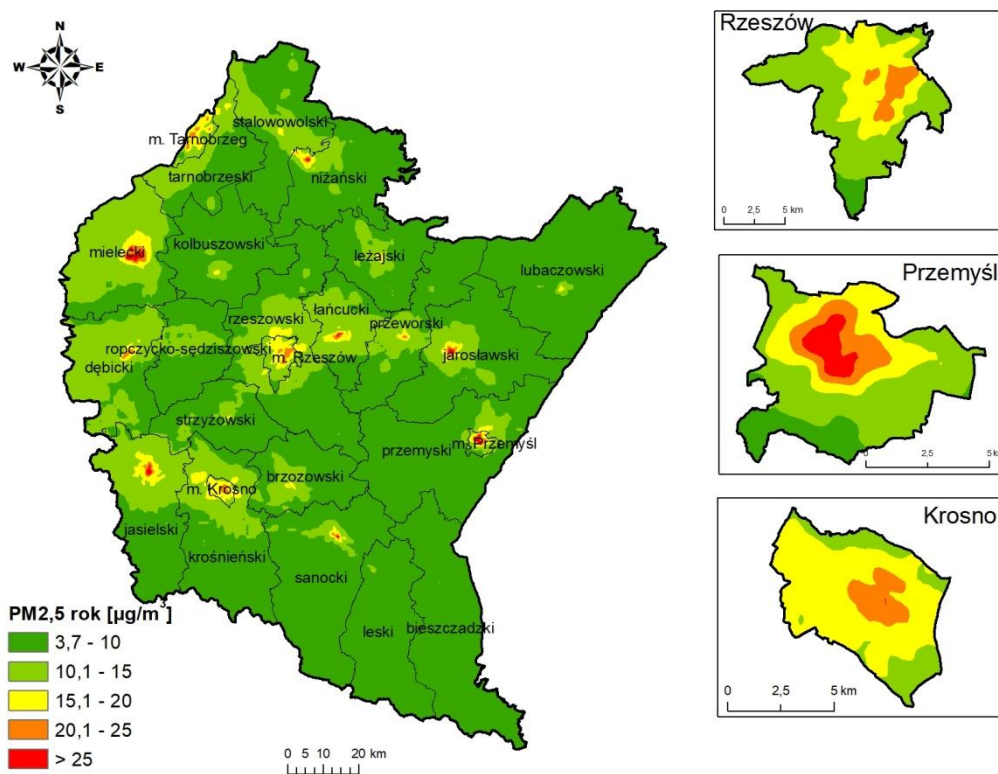 N
W E
S
stalowowolski
m. Tarnobrzeg
tarnobrzeski
niżański
mielecki
kolbuszowski
leżajski
lubaczowski
rzeszowski
łańcucki
przeworski
ropczycko-sędziszowski
m. Rzeszów
jarosławski
dębicki
strzyżowski
przemyski
m. Przemyśl
brzozowski
m. Krosno
jasielski
krośnieński
sanocki
leski
bieszczadzki
PM2,5 rok [µg/m³]
3,7 - 10
10,1 - 15
15,1 - 20
20,1 - 25
> 25
0 5 10 20 km
Rzeszów
0 2,5 5 km
Przemyśl
0 2,5 5 km
Krosno
0 2,5 5 km